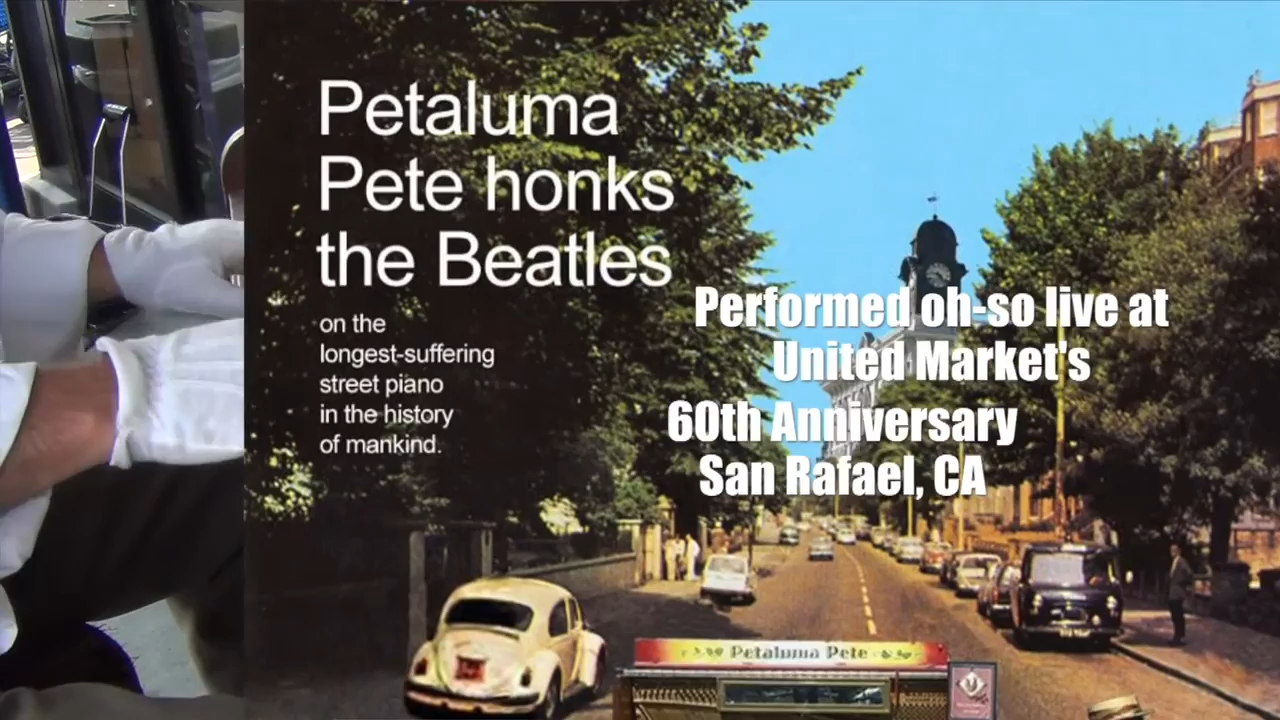 Petaluma
Pete honks
the Beatles
on the
longest-suffering
street piano
in the history
of mankind.
Performed oh-so live at
United Market's
60th Anniversary
San Rafael, CA
Petaluma Pete